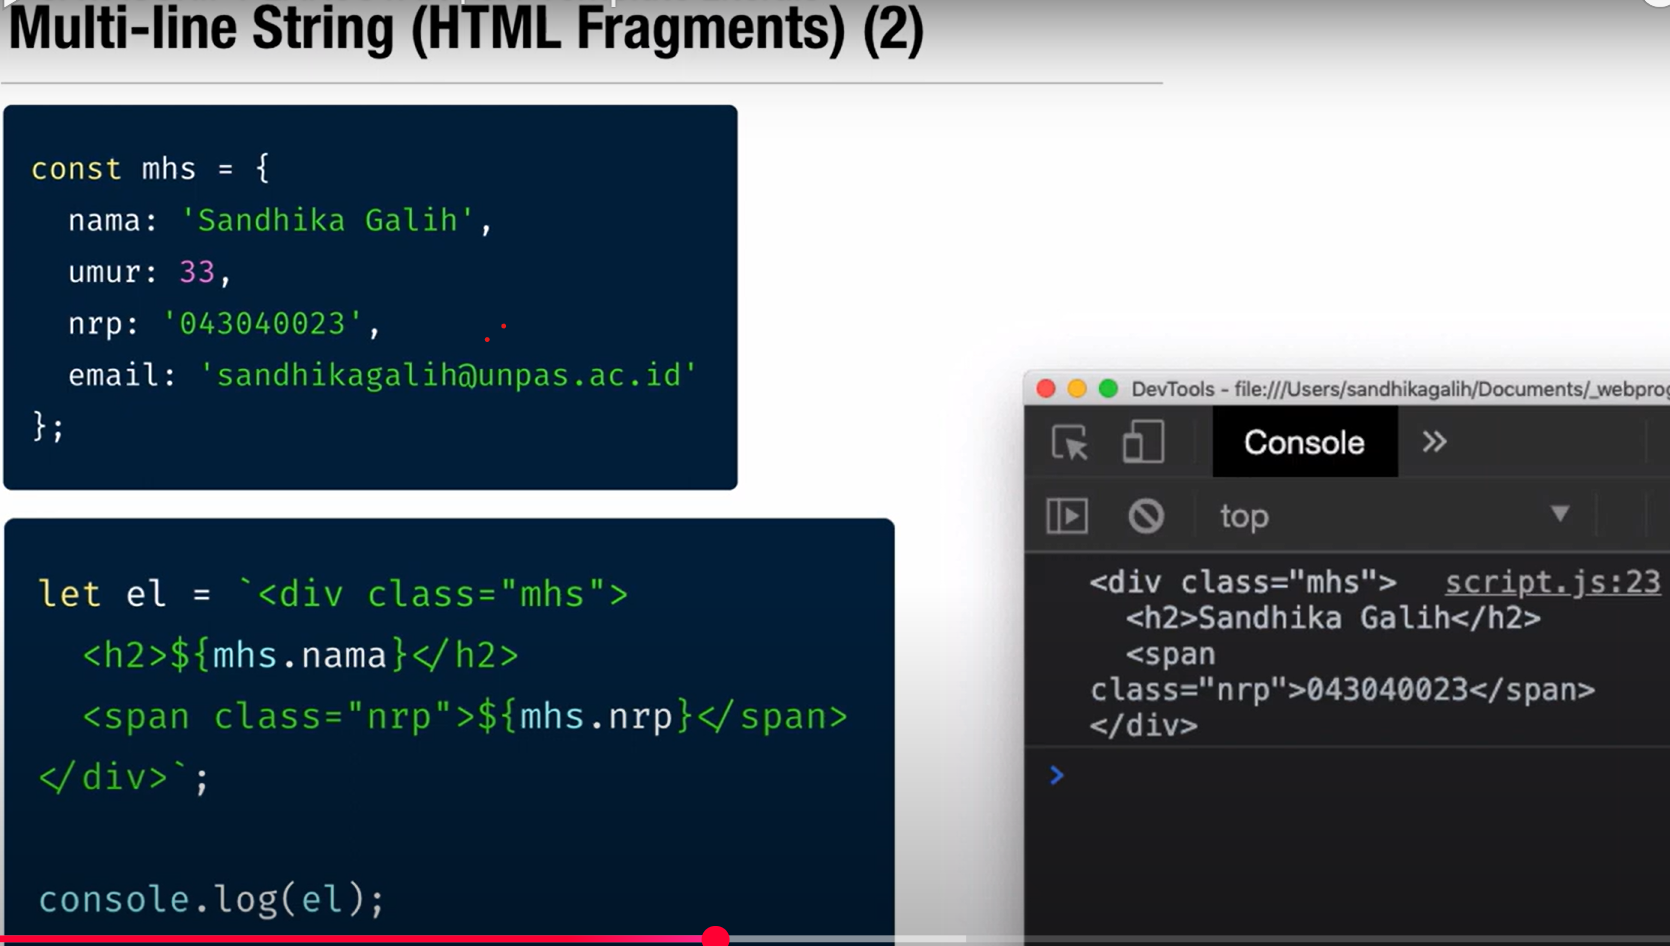 Multi-line String (HTML Fragments) (2)
const mhs = {
  nama: 'Sandhika Galih',
  umur: 33,
  nrp: '043040023',
  email: 'sandhikagalih@unpas.ac.id'
};
let el = `<div class="mhs">
  <h2>${mhs.nama}</h2>
  <span class="nrp">${mhs.nrp}</span>
</div>`;
console.log(el);
DevTools - file:///Users/sandhikagalih/Documents/_webprog
Console »
top
<div class="mhs"> script.js:23
  <h2>Sandhika Galih</h2>
  <span
class="nrp">043040023</span>
</div>
>